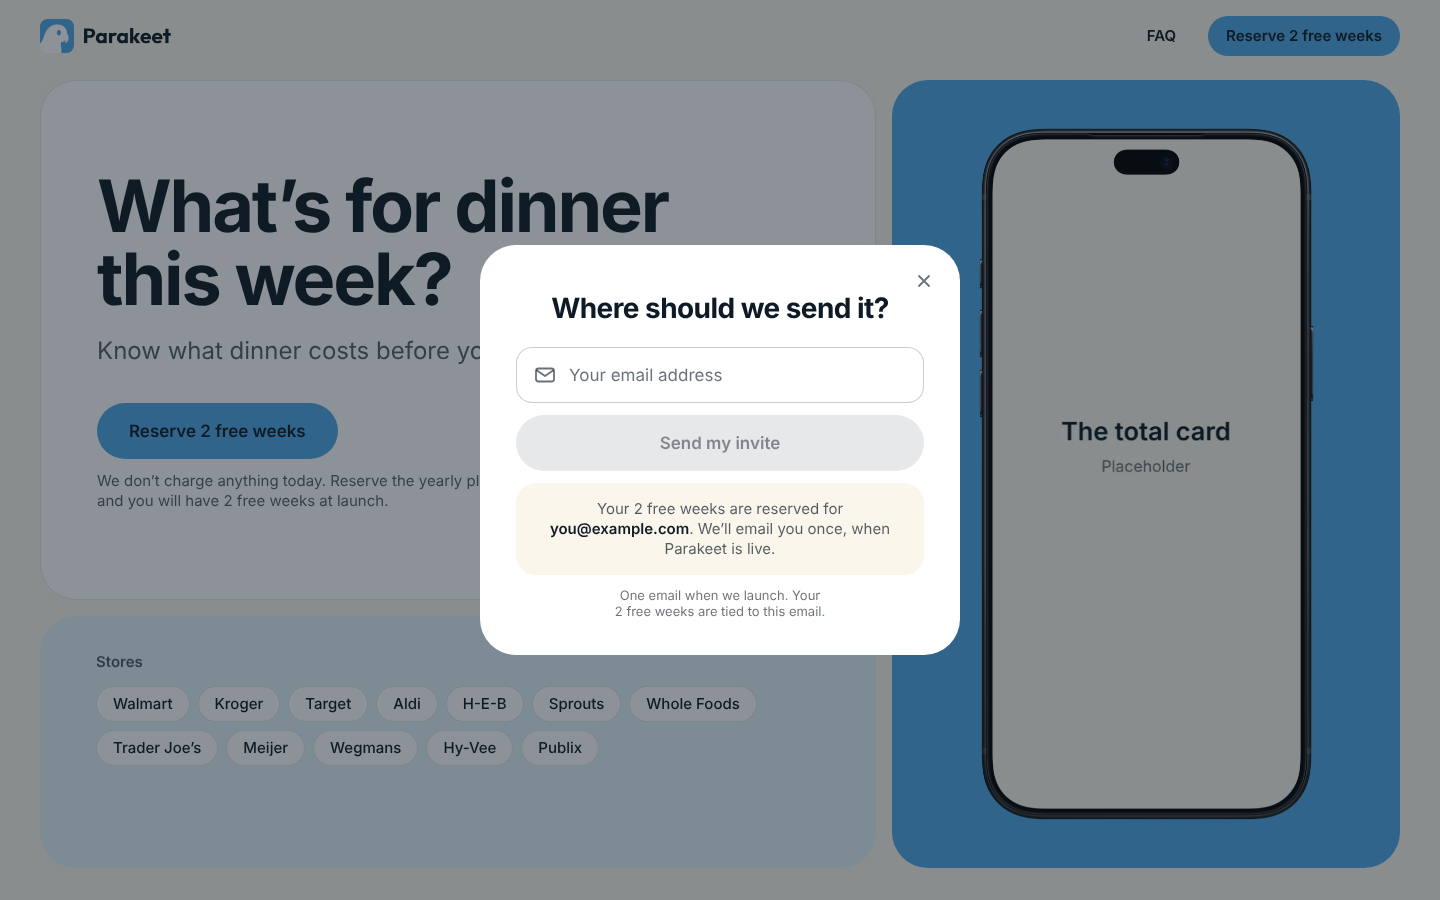 Parakeet
FAQ
Reserve 2 free weeks
What’s for dinner
this week?
Know what dinner costs before
Reserve 2 free weeks
We don’t charge anything today. Reserve the yearly
and you will have 2 free weeks at launch.
Where should we send it?
Your email address
Send my invite
Your 2 free weeks are reserved for
you@example.com. We’ll email you once, when
Parakeet is live.
One email when we launch. Your
2 free weeks are tied to this email.
The total card
Placeholder
Stores
Walmart
Kroger
Target
Aldi
H-E-B
Sprouts
Whole Foods
Trader Joe’s
Meijer
Wegmans
Hy-Vee
Publix